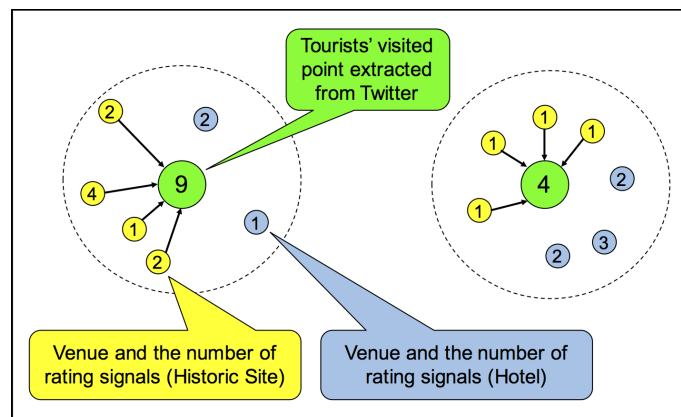 Tourists' visited
point extracted
from Twitter
2
2
9
4
1
2
1
1
1
1
1
4
2
3
2
Venue and the number of
rating signals (Historic Site)
Venue and the number of
rating signals (Hotel)